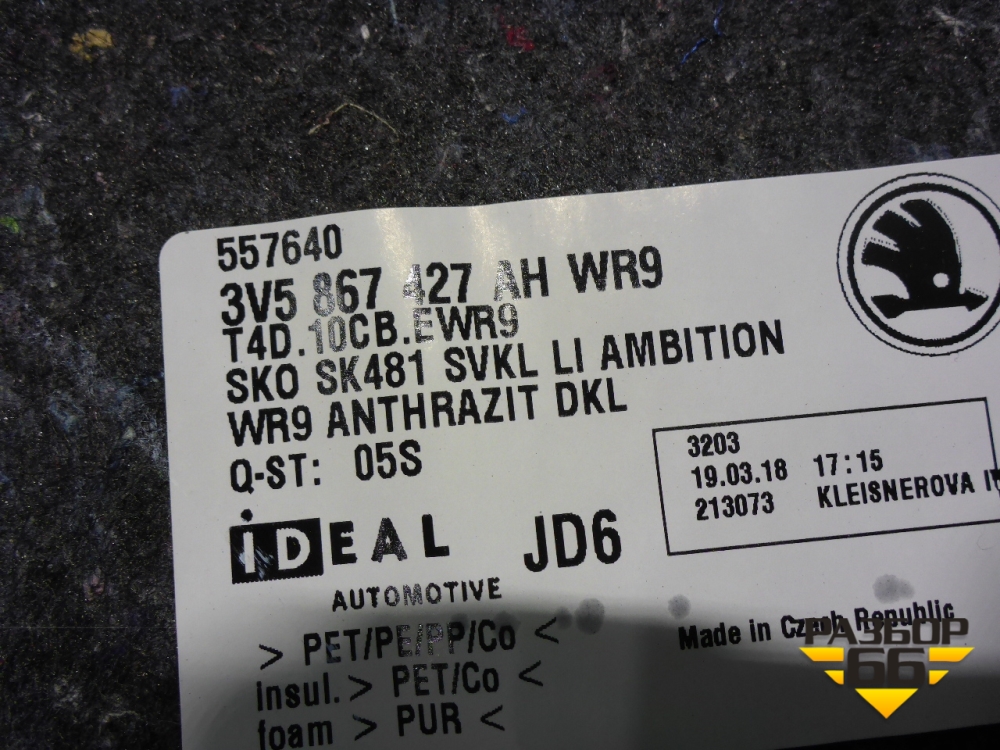 557640
3V5 867 427 AH WR9
T4D.10CB.EWR9
SKO SK481 SVKL LI AMBITION
WR9 ANTHRAZIT DKL
Q-ST: 05S
3203
19.03.18 17:15
213073 KLEISNEROVA
iDEAL JD6
AUTOMOTIVE
> PET/PE/PP/Co <
insul.> PET/Co <
foam > PUR <
Made in Czech Republic
РАЗБОР
66